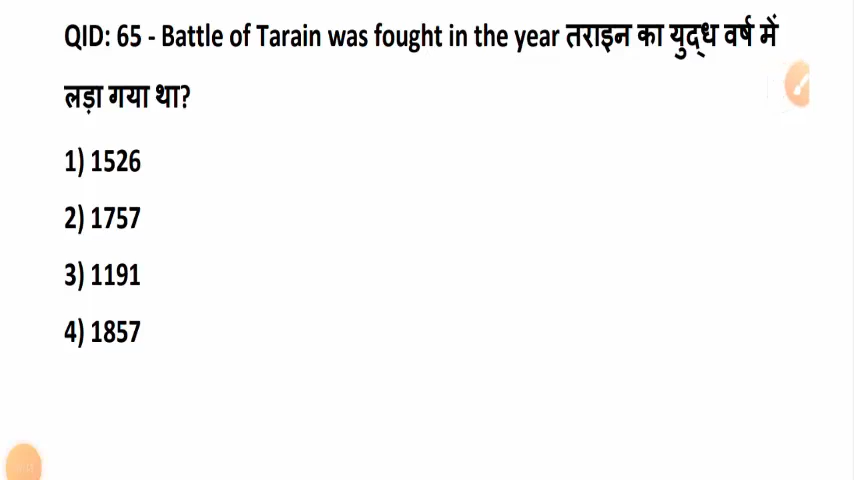 QID: 65 - Battle of Tarain was fought in the year तराइन का युद्ध वर्ष में
लड़ा गया था?
1) 1526
2) 1757
3) 1191
4) 1857